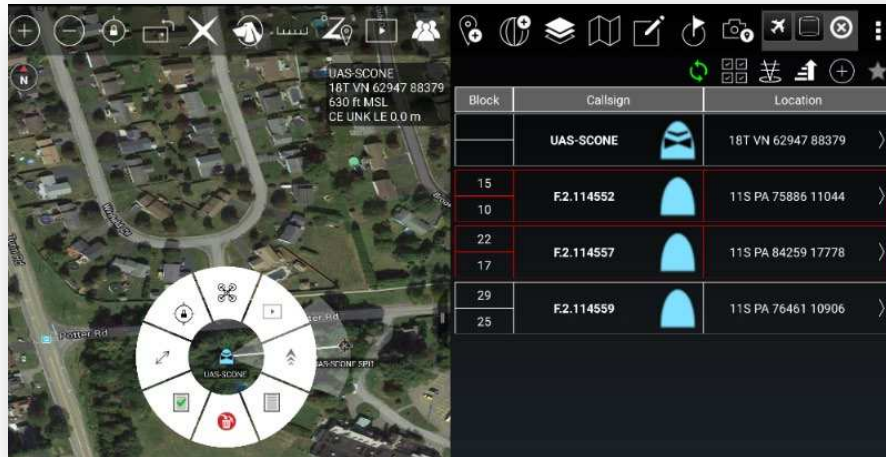 N
UAS-SCONE
18T VN 62947 88379
630 ft MSL
CE UNK LE 0.0 m
Potter Rd
ter Rd
UAS-SCONE
Block Callsign Location
UAS-SCONE 18T VN 62947 88379
15
10
F.2.114552 11S PA 75886 11044
22
17
F.2.114557 11S PA 84259 17778
29
25
F.2.114559 11S PA 76461 10906